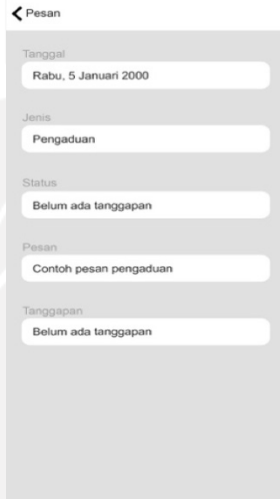 Pesan
Tanggal
Rabu, 5 Januari 2000
Jenis
Pengaduan
Status
Belum ada tanggapan
Pesan
Contoh pesan pengaduan
Tanggapan
Belum ada tanggapan